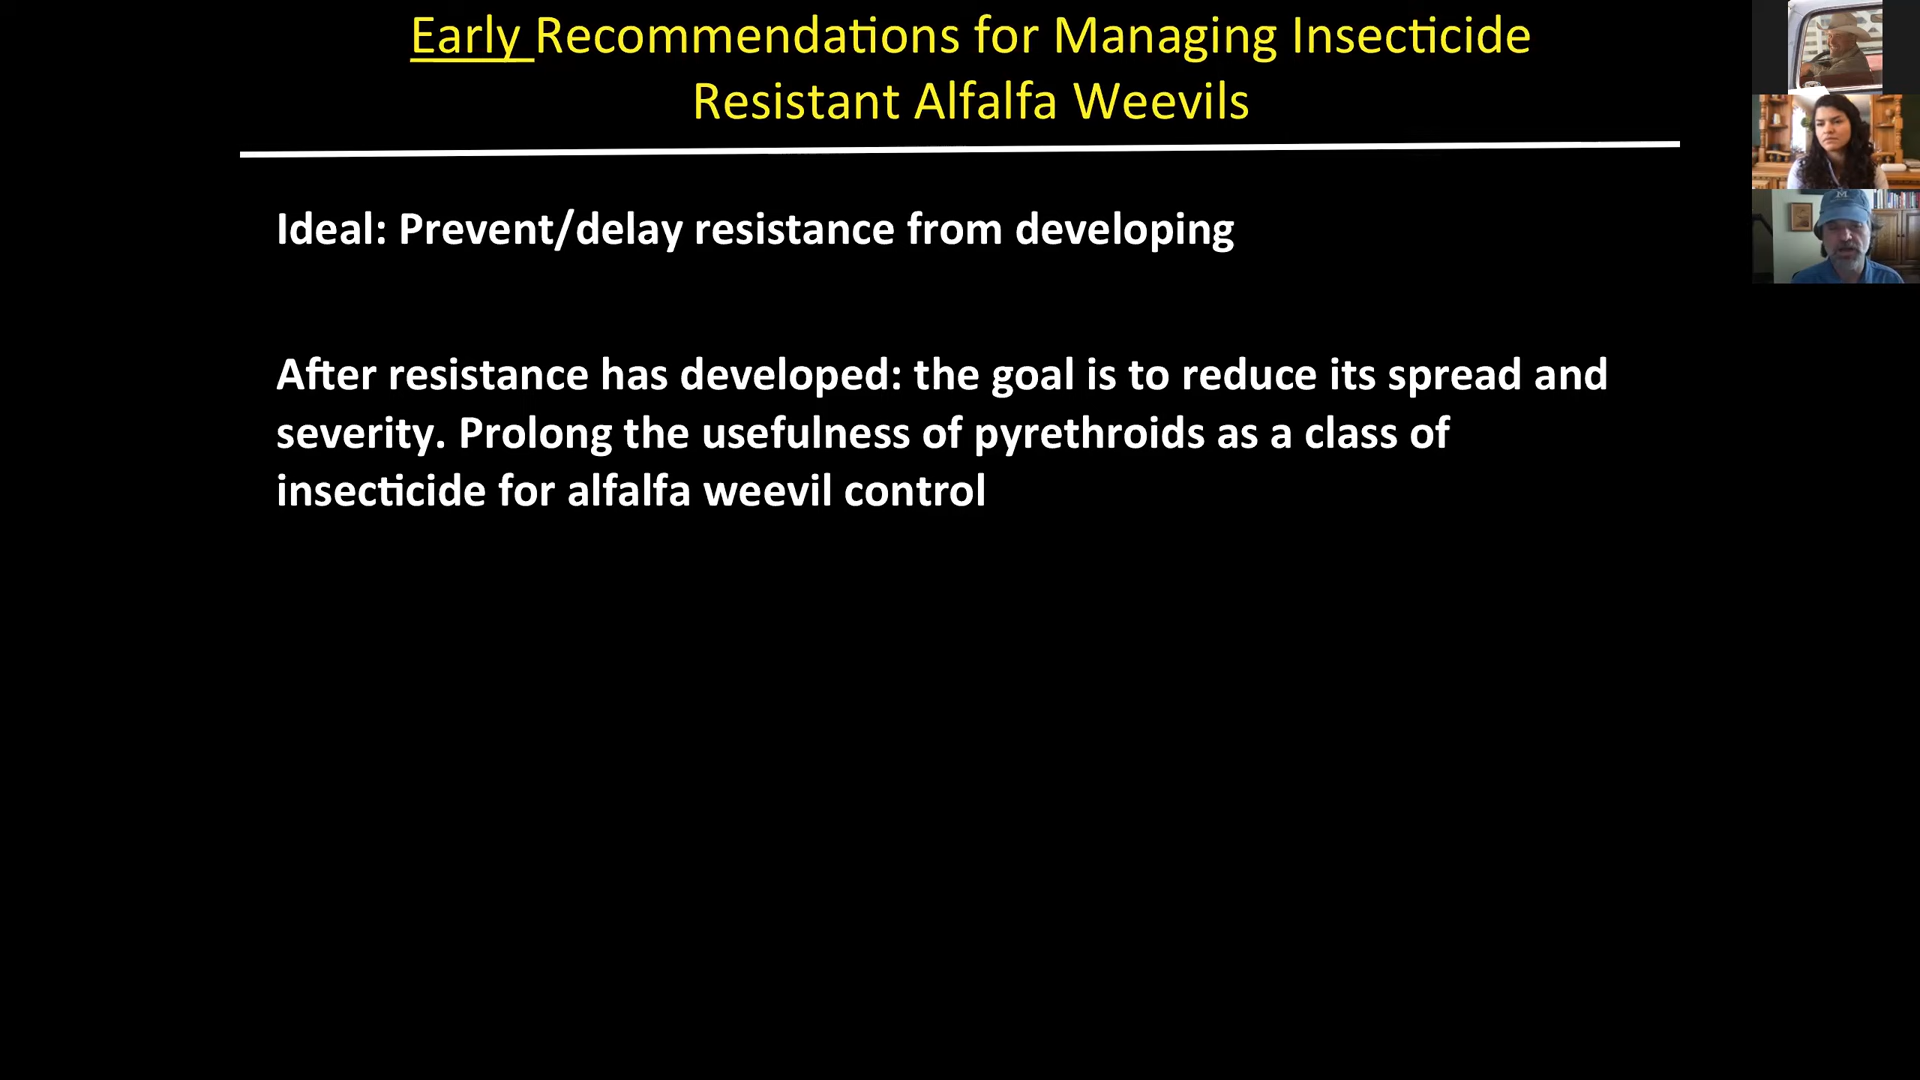 Early Recommendations for Managing Insecticide
Resistant Alfalfa Weevils
Ideal: Prevent/delay resistance from developing
After resistance has developed: the goal is to reduce its spread and
severity. Prolong the usefulness of pyrethroids as a class of
insecticide for alfalfa weevil control
M